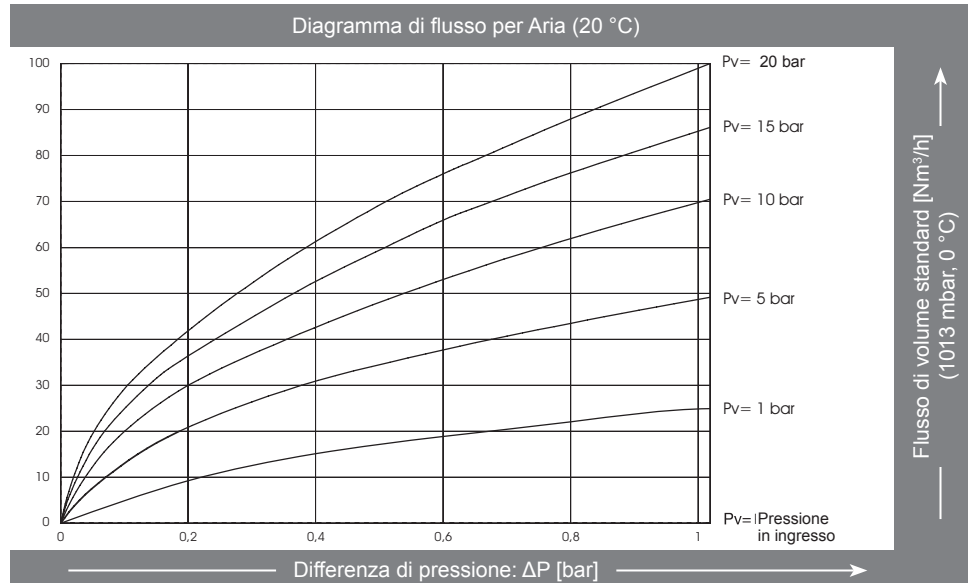 Diagramma di flusso per Aria (20 °C)
100
90
80
70
60
50
40
30
20
10
0
0
0,2
0,4
0,6
0,8
1
Pv= 20 bar
Pv= 15 bar
Pv= 10 bar
Pv= 5 bar
Pv= 1 bar
Pv= Pressione
in ingresso
Flusso di volume standard [Nm³/h]
(1013 mbar, 0 °C)
Differenza di pressione: ΔP [bar]